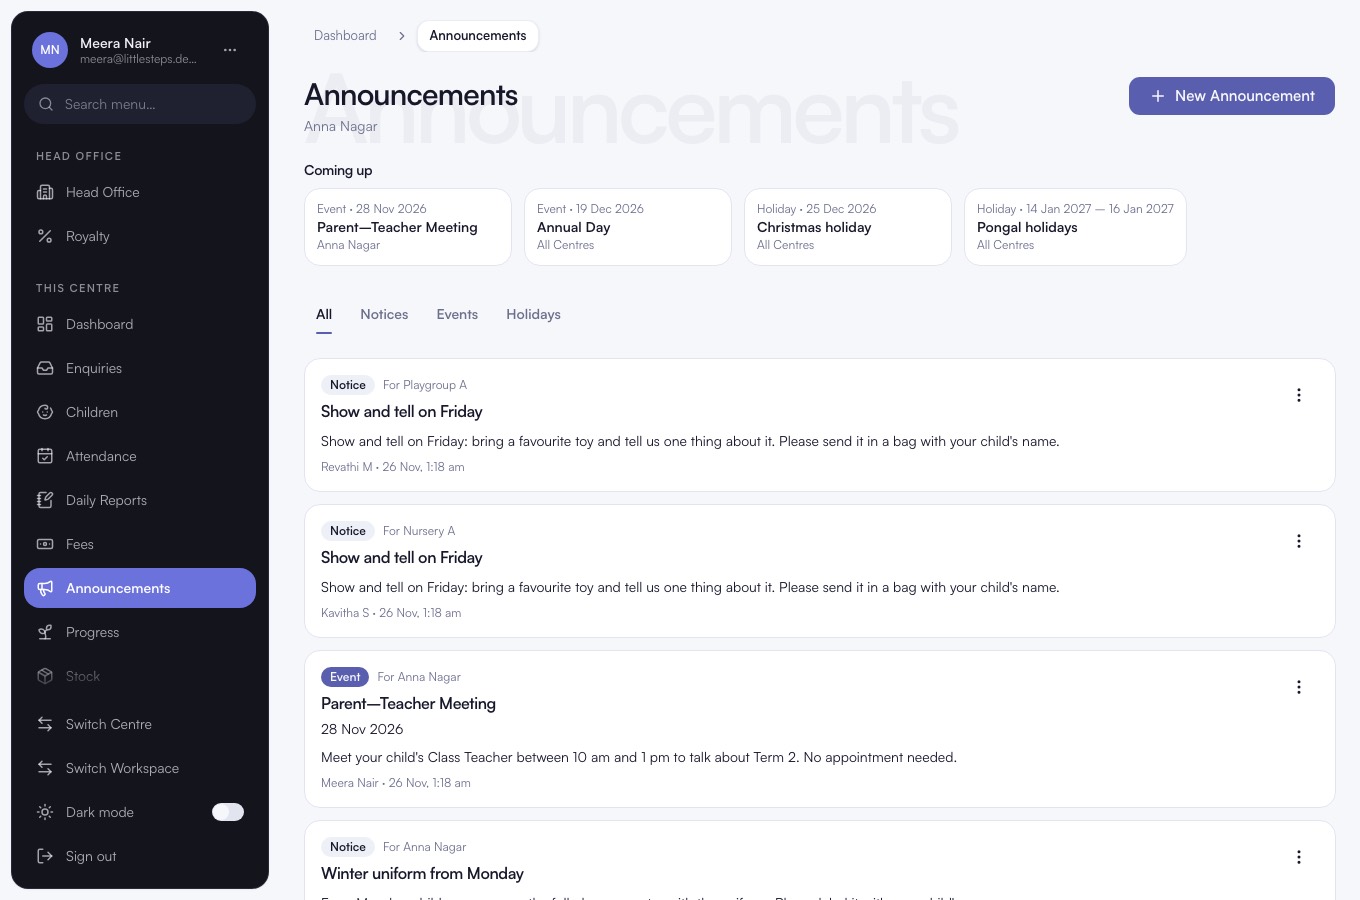 MN
Meera Nair
meera@littlesteps.de...
Search menu...
HEAD OFFICE
Head Office
Royalty
THIS CENTRE
Dashboard
Enquiries
Children
Attendance
Daily Reports
Fees
Announcements
Progress
Stock
Switch Centre
Switch Workspace
Dark mode
Sign out
Dashboard > Announcements
Announcements
Announcements
Anna Nagar
+ New Announcement
Coming up
Event · 28 Nov 2026
Parent—Teacher Meeting
Anna Nagar
Event · 19 Dec 2026
Annual Day
All Centres
Holiday · 25 Dec 2026
Christmas holiday
All Centres
Holiday · 14 Jan 2027 — 16 Jan 2027
Pongal holidays
All Centres
All Notices Events Holidays
Notice For Playgroup A
Show and tell on Friday
Show and tell on Friday: bring a favourite toy and tell us one thing about it. Please send it in a bag with your child's name.
Revathi M · 26 Nov, 1:18 am
Notice For Nursery A
Show and tell on Friday
Show and tell on Friday: bring a favourite toy and tell us one thing about it. Please send it in a bag with your child's name.
Kavitha S · 26 Nov, 1:18 am
Event For Anna Nagar
Parent—Teacher Meeting
28 Nov 2026
Meet your child's Class Teacher between 10 am and 1 pm to talk about Term 2. No appointment needed.
Meera Nair · 26 Nov, 1:18 am
Notice For Anna Nagar
Winter uniform from Monday